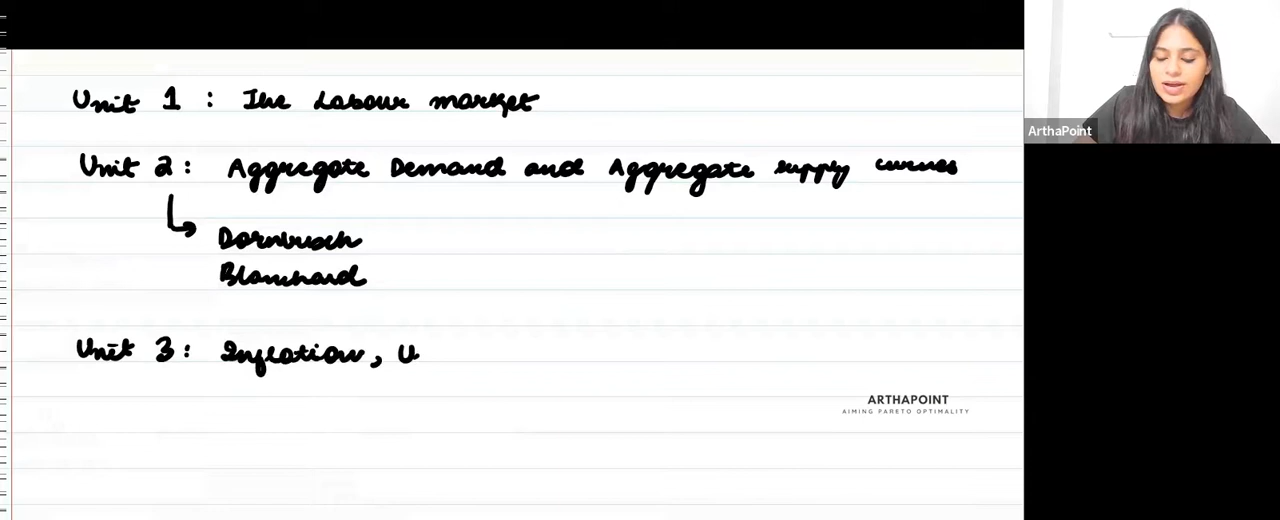 Unit 1 : The Labour market
Unit 2 : Aggregate Demand and Aggregate supply curves
Dornbusch
Blanchard
Unit 3 : Inflation, U
ARTHAPOINT
AIMING PARETO OPTIMALITY
ArthaPoint